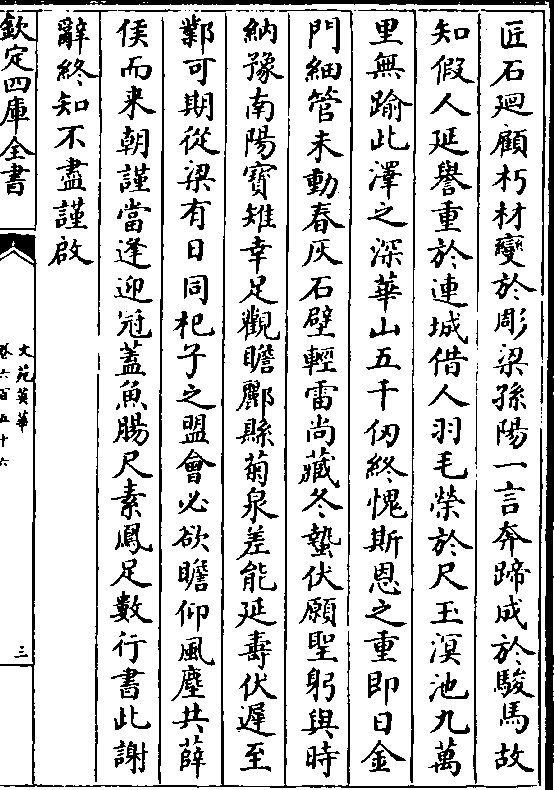 匠石廻顧朽材變於彫梁孫陽一言奔蹄成於駿馬故
知假人延譽重於連城借人羽毛榮於尺玉溟池九萬
里無踰此澤之深華山五千仞終愧斯恩之重即日金
門細管未動春灰石壁輕雷尚藏冬蟄伏願聖躬與時
納豫南陽寶雉幸足觀瞻酈縣菊泉差能延壽伏遲至
鄴可期從梁有日同杞子之盟會必欲瞻仰風塵共薛
侯而來朝謹當逢迎冠蓋魚腸尺素鳳足數行書此謝
辭終知不盡謹啟
欽定四庫全書
文苑英華
卷六百五十六
三